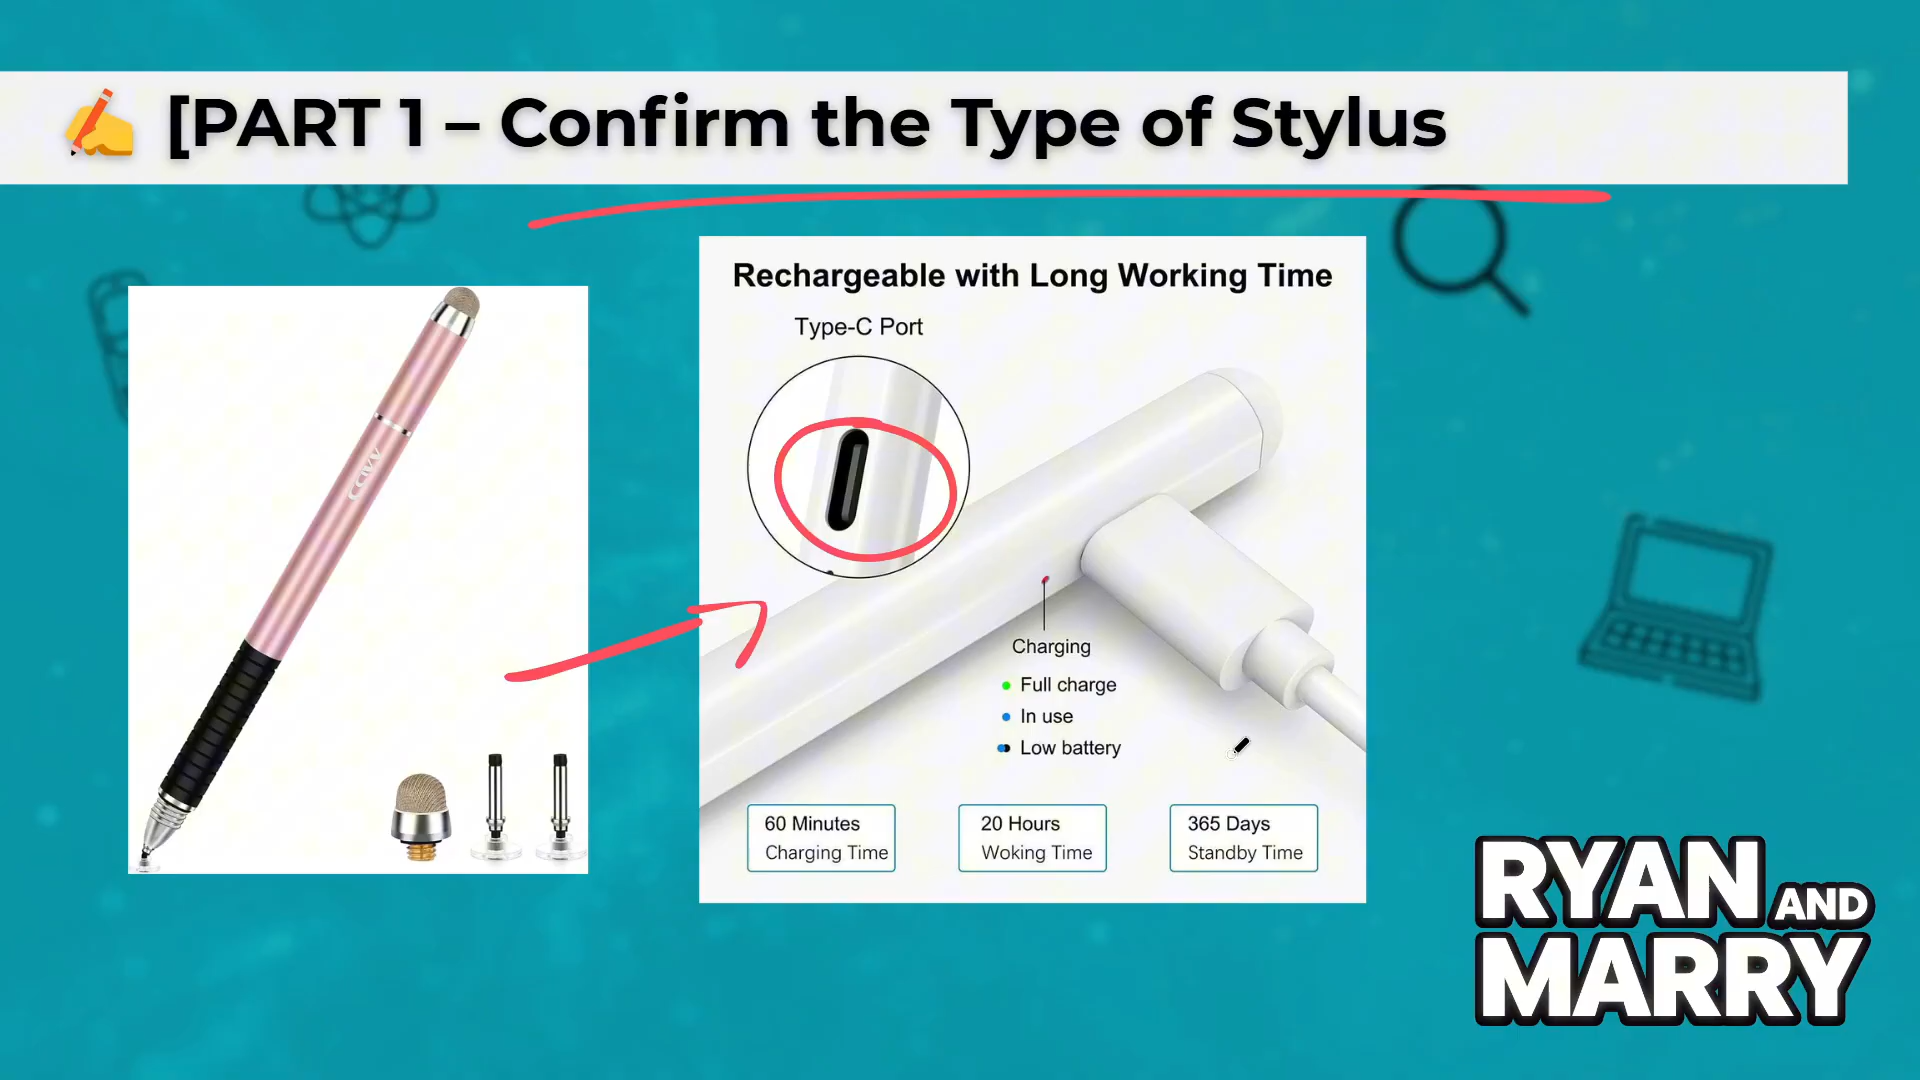 [PART 1 – Confirm the Type of Stylus
Rechargeable with Long Working Time
Type-C Port
Charging
Full charge
In use
Low battery
60 Minutes
Charging Time
20 Hours
Woking Time
365 Days
Standby Time
RYAN AND
MARRY